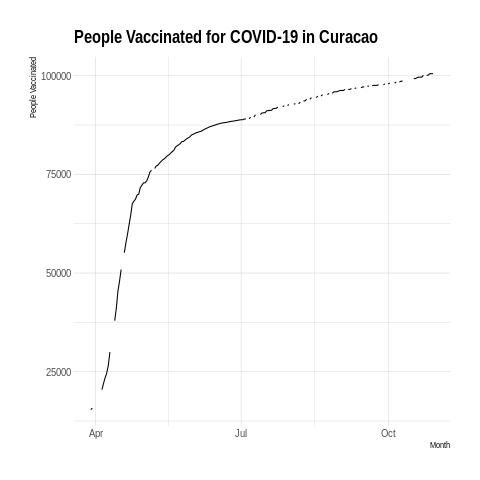 People Vaccinated for COVID-19 in Curacao
People Vaccinated
100000
75000
50000
25000
Apr
Jul
Oct
Month